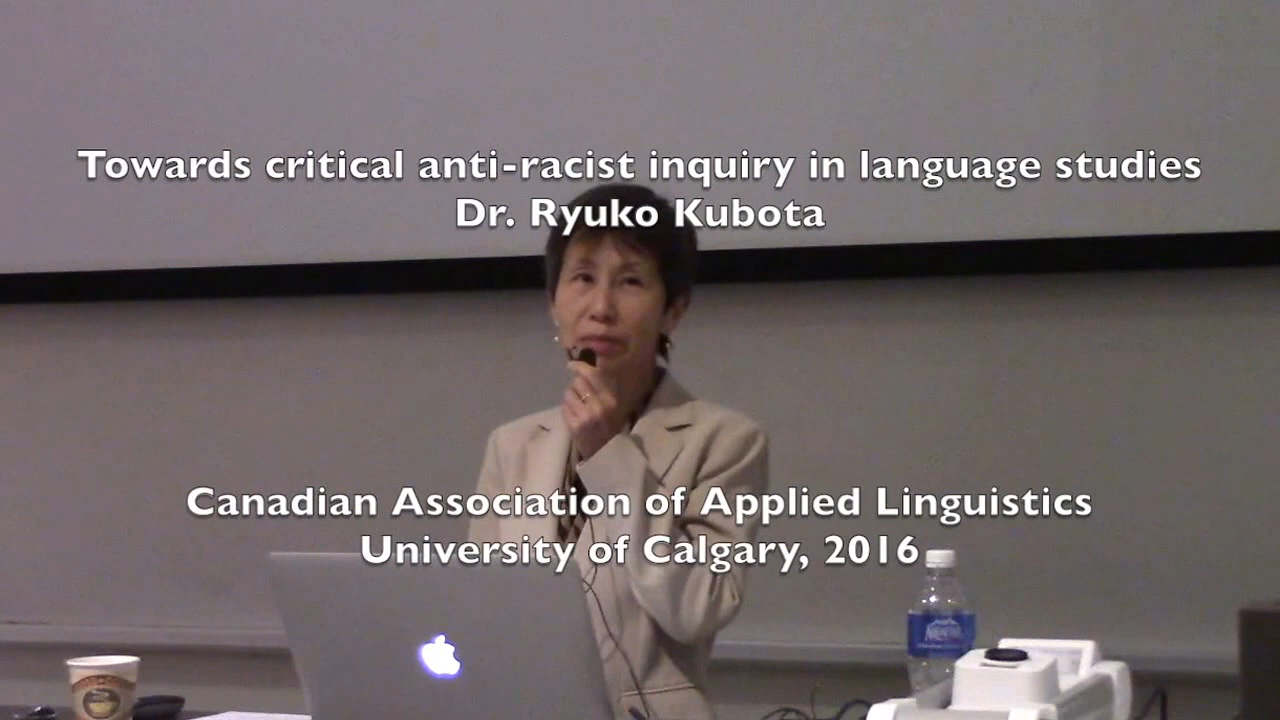 Towards critical anti-racist inquiry in language studies
Dr. Ryuko Kubota
Canadian Association of Applied Linguistics
University of Calgary, 2016